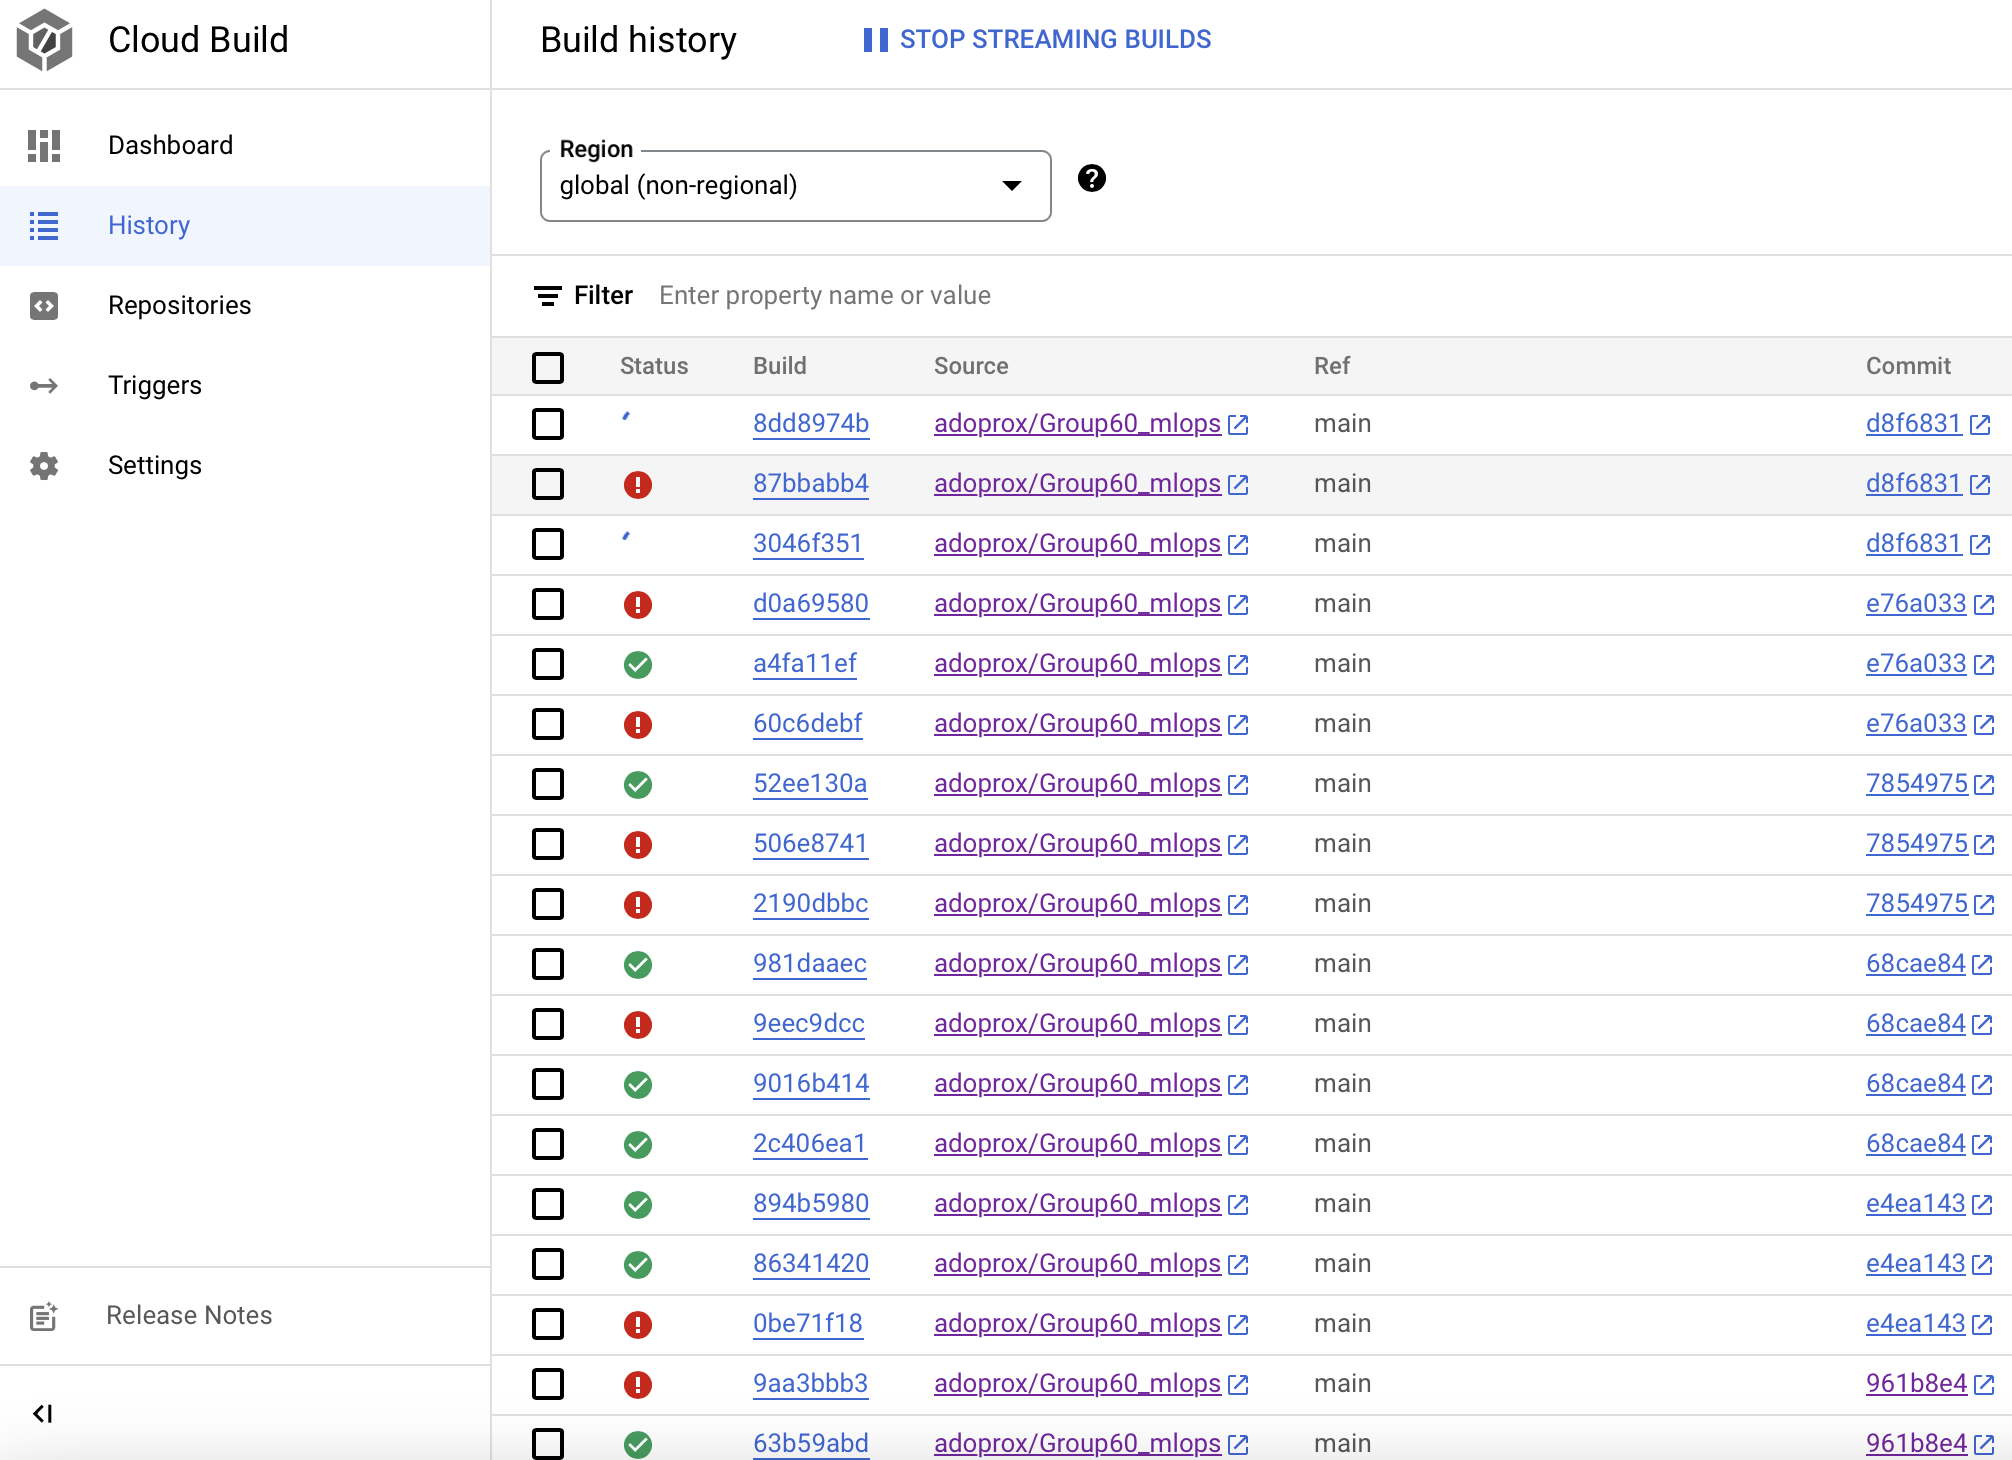 Cloud Build
Build history
STOP STREAMING BUILDS
Dashboard
History
Repositories
Triggers
Settings
Release Notes
Region
global (non-regional)
Filter Enter property name or value
Status Build Source Ref Commit
8dd8974b adoprox/Group60_mlops main d8f6831
87bbabb4 adoprox/Group60_mlops main d8f6831
3046f351 adoprox/Group60_mlops main d8f6831
d0a69580 adoprox/Group60_mlops main e76a033
a4fa11ef adoprox/Group60_mlops main e76a033
60c6debf adoprox/Group60_mlops main e76a033
52ee130a adoprox/Group60_mlops main 7854975
506e8741 adoprox/Group60_mlops main 7854975
2190dbbc adoprox/Group60_mlops main 7854975
981daaec adoprox/Group60_mlops main 68cae84
9eec9dcc adoprox/Group60_mlops main 68cae84
9016b414 adoprox/Group60_mlops main 68cae84
2c406ea1 adoprox/Group60_mlops main 68cae84
894b5980 adoprox/Group60_mlops main e4ea143
86341420 adoprox/Group60_mlops main e4ea143
0be71f18 adoprox/Group60_mlops main e4ea143
9aa3bbb3 adoprox/Group60_mlops main 961b8e4
63b59abd adoprox/Group60_mlops main 961b8e4